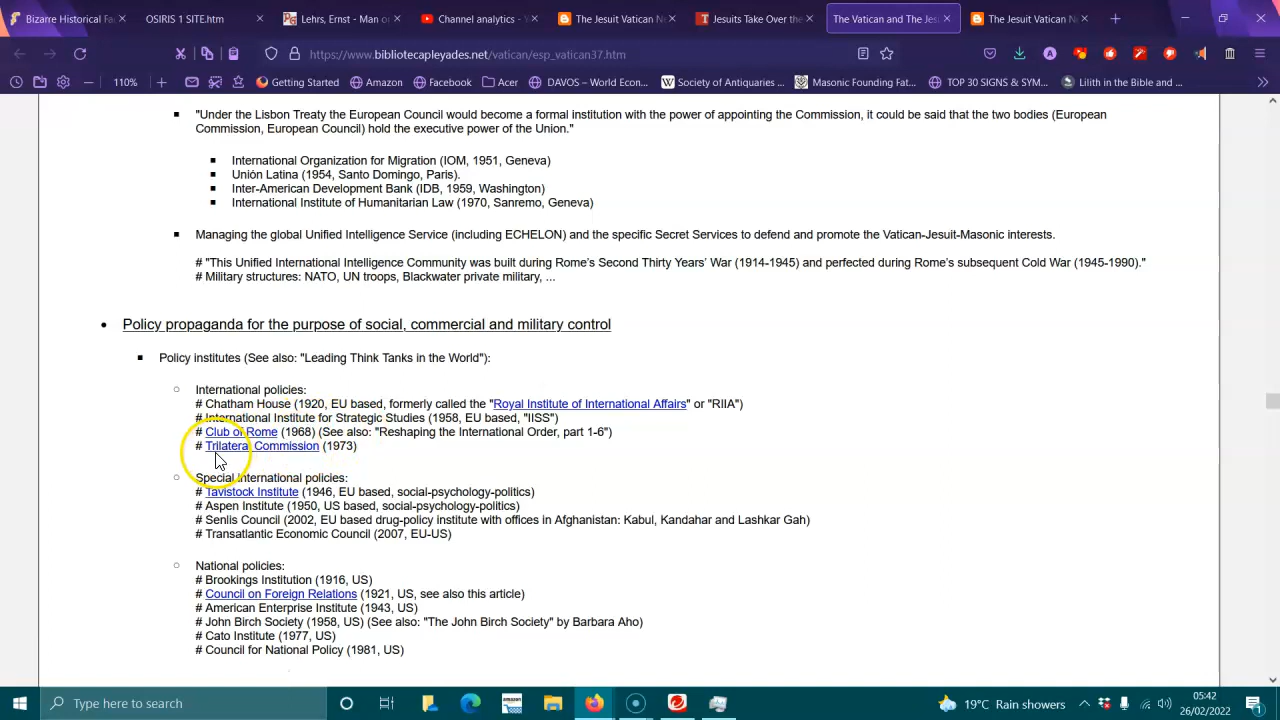 Bizarre Historical Fa
OSIRIS 1 SITE.htm
Lehrs, Ernst - Man o
Channel analytics - Y
The Jesuit Vatican Ne
Jesuits Take Over the
The Vatican and The Jesu
The Jesuit Vatican Ne
https://www.bibliotecapleyades.net/vatican/esp_vatican37.htm
110%
Getting Started
Amazon
Facebook
Acer
DAVOS – World Econ...
Society of Antiquaries ...
Masonic Founding Fat...
TOP 30 SIGNS & SYM...
Lilith in the Bible and ...
"Under the Lisbon Treaty the European Council would become a formal institution with the power of appointing the Commission, it could be said that the two bodies (European
Commission, European Council) hold the executive power of the Union."
International Organization for Migration (IOM, 1951, Geneva)
Unión Latina (1954, Santo Domingo, Paris).
Inter-American Development Bank (IDB, 1959, Washington)
International Institute of Humanitarian Law (1970, Sanremo, Geneva)
Managing the global Unified Intelligence Service (including ECHELON) and the specific Secret Services to defend and promote the Vatican-Jesuit-Masonic interests.
# "This Unified International Intelligence Community was built during Rome's Second Thirty Years' War (1914-1945) and perfected during Rome's subsequent Cold War (1945-1990)."
# Military structures: NATO, UN troops, Blackwater private military, ...
Policy propaganda for the purpose of social, commercial and military control
Policy institutes (See also: "Leading Think Tanks in the World"):
International policies:
# Chatham House (1920, EU based, formerly called the "Royal Institute of International Affairs" or "RIIA")
# International Institute for Strategic Studies (1958, EU based, "IISS")
# Club of Rome (1968) (See also: "Reshaping the International Order, part 1-6")
# Trilateral Commission (1973)
Special international policies:
# Tavistock Institute (1946, EU based, social-psychology-politics)
# Aspen Institute (1950, US based, social-psychology-politics)
# Senlis Council (2002, EU based drug-policy institute with offices in Afghanistan: Kabul, Kandahar and Lashkar Gah)
# Transatlantic Economic Council (2007, EU-US)
National policies:
# Brookings Institution (1916, US)
# Council on Foreign Relations (1921, US, see also this article)
# American Enterprise Institute (1943, US)
# John Birch Society (1958, US) (See also: "The John Birch Society" by Barbara Aho)
# Cato Institute (1977, US)
# Council for National Policy (1981, US)
Type here to search
amazon
19°C Rain showers
05:42
26/02/2022